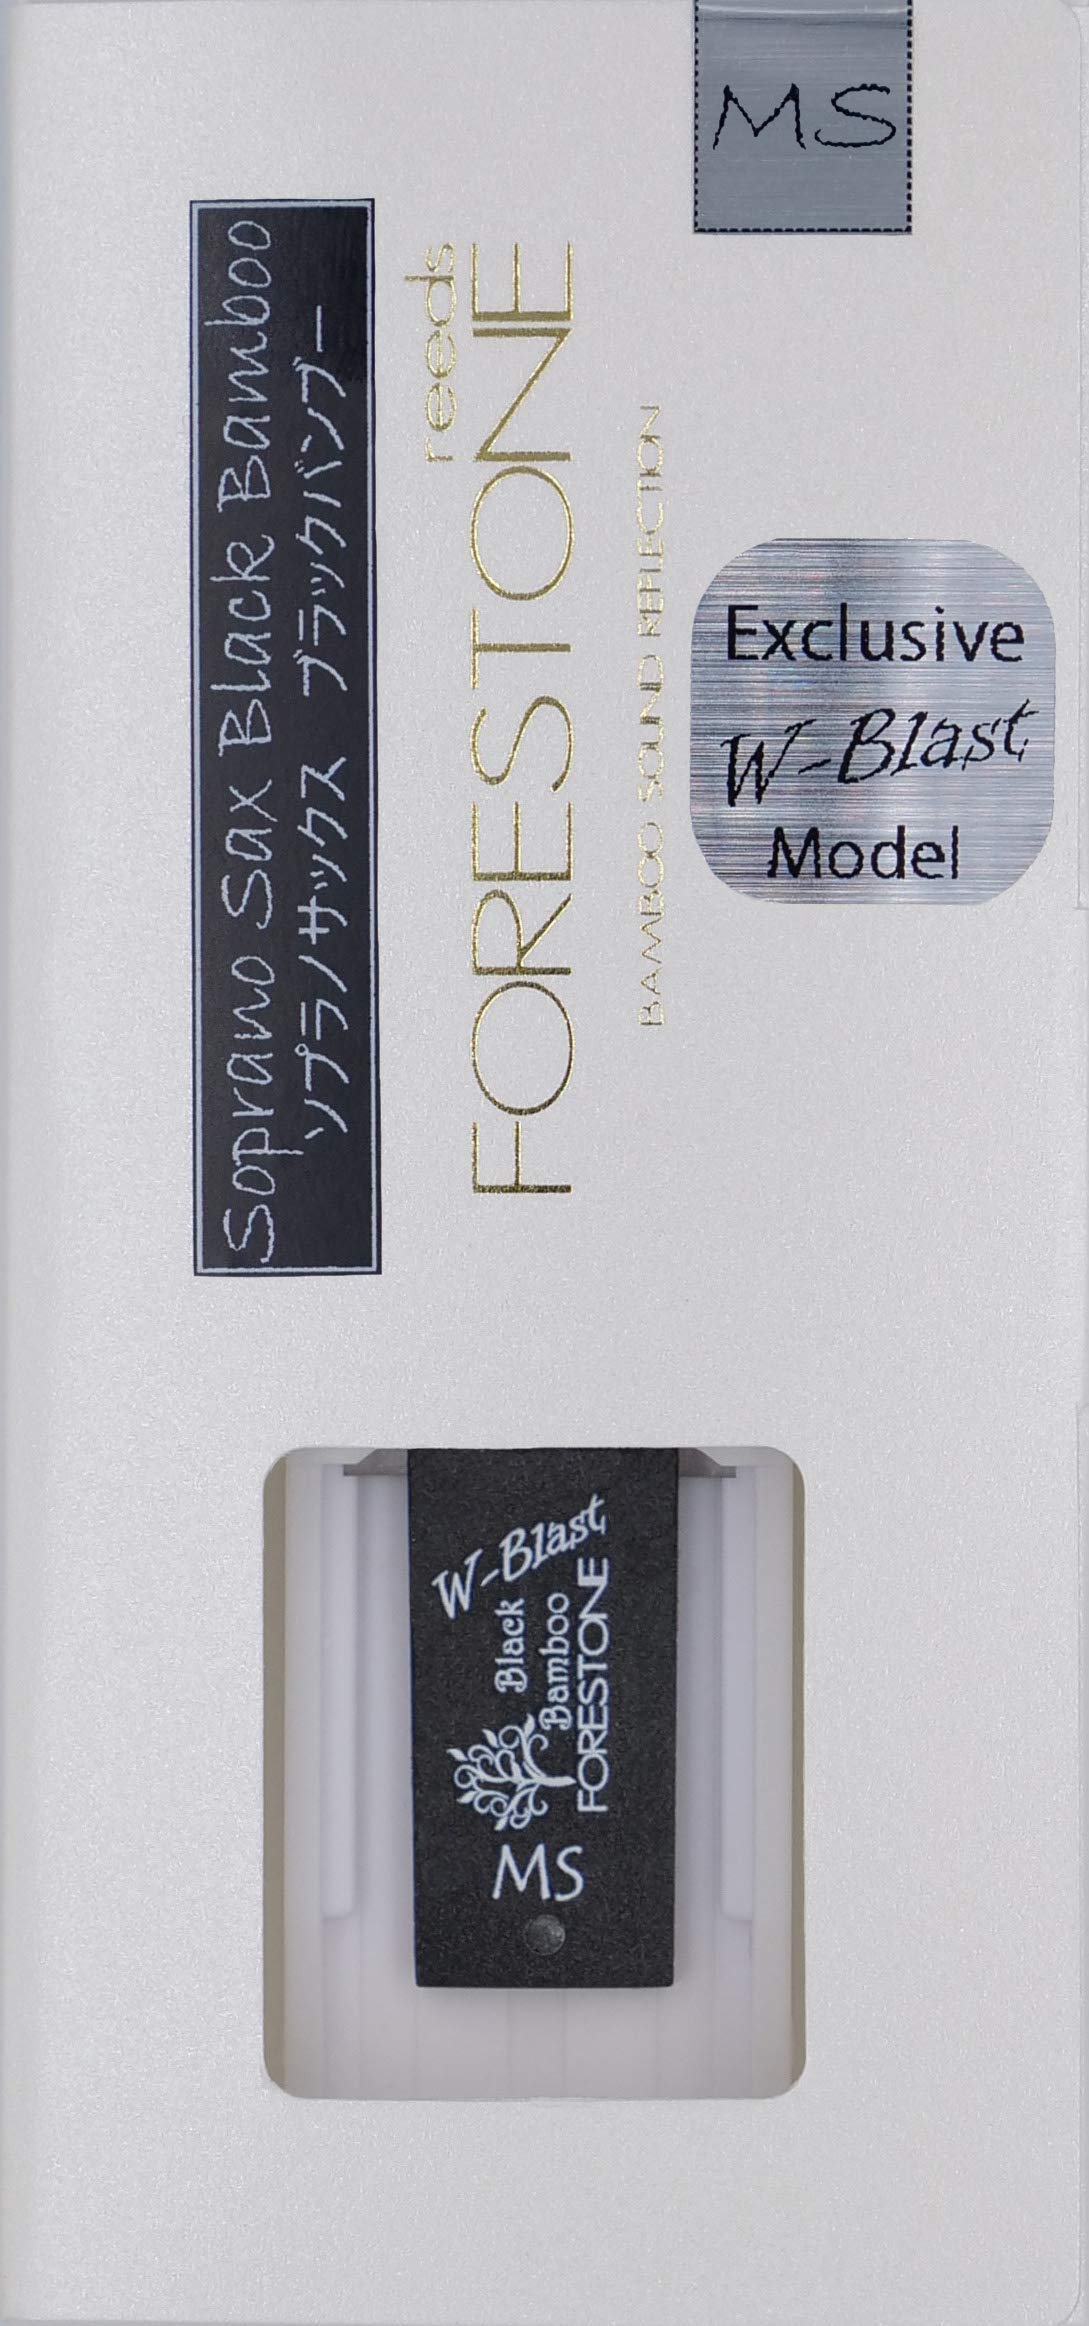 MS
Soprano Sax Black Bamboo
ソプラノサックス ブラックバンブー
reeds
FORESTONE
BAMBOO SOUND REFLECTION
Exclusive
W-Blast
Model
W-Blast
Black
Bamboo
FORESTONE
MS